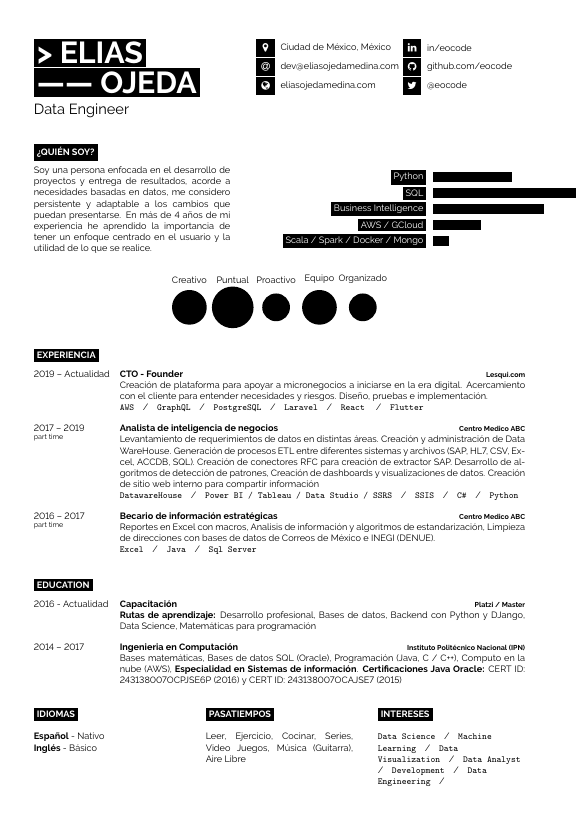 > ELIAS
—— OJEDA
Data Engineer
Ciudad de México, México
dev@eliasojedamedina.com
eliasojedamedina.com
in/eocode
github.com/eocode
@eocode
¿QUIÉN SOY?
Soy una persona enfocada en el desarrollo de
proyectos y entrega de resultados, acorde a
necesidades basadas en datos, me considero
persistente y adaptable a los cambios que
puedan presentarse. En más de 4 años de mi
experiencia he aprendido la importancia de
tener un enfoque centrado en el usuario y la
utilidad de lo que se realice.
Python
SQL
Business Intelligence
AWS / GCloud
Scala / Spark / Docker / Mongo
Creativo Puntual Proactivo Equipo Organizado
EXPERIENCIA
2019 – Actualidad CTO - Founder Lesqui.com
Creación de plataforma para apoyar a micronegocios a iniciarse en la era digital. Acercamiento
con el cliente para entender necesidades y riesgos. Diseño, pruebas e implementación.
AWS / GraphQL / PostgreSQL / Laravel / React / Flutter
2017 – 2019 Analista de inteligencia de negocios Centro Medico ABC
part time
Levantamiento de requerimientos de datos en distintas áreas. Creación y administración de Data
WareHouse. Generación de procesos ETL entre diferentes sistemas y archivos (SAP, HL7, CSV, Ex-
cel, ACCDB, SQL). Creación de conectores RFC para creación de extractor SAP. Desarrollo de al-
goritmos de detección de patrones, Creación de dashboards y visualizaciones de datos. Creación
de sitio web interno para compartir información
DatawareHouse / Power BI / Tableau / Data Studio / SSRS / SSIS / C# / Python
2016 – 2017 Becario de información estratégicas Centro Medico ABC
part time
Reportes en Excel con macros, Analisis de información y algoritmos de estandarización, Limpieza
de direcciones con bases de datos de Correos de México e INEGI (DENUE).
Excel / Java / Sql Server
EDUCATION
2016 - Actualidad Capacitación Platzi / Master
Rutas de aprendizaje: Desarrollo profesional, Bases de datos, Backend con Python y DJango,
Data Science, Matemáticas para programación
2014 – 2017 Ingenieria en Computación Instituto Politécnico Nacional (IPN)
Bases matemáticas, Bases de datos SQL (Oracle), Programación (Java, C / C++), Computo en la
nube (AWS), Especialidad en Sistemas de información. Certificaciones Java Oracle: CERT ID:
243138007OCPJSE6P (2016) y CERT ID: 243138007OCAJSE7 (2015)
IDIOMAS
Español - Nativo
Inglés - Básico
PASATIEMPOS
Leer, Ejercicio, Cocinar, Series,
Video Juegos, Música (Guitarra),
Aire Libre
INTERESES
Data Science / Machine
Learning / Data
Visualization / Data Analyst
/ Development / Data
Engineering /